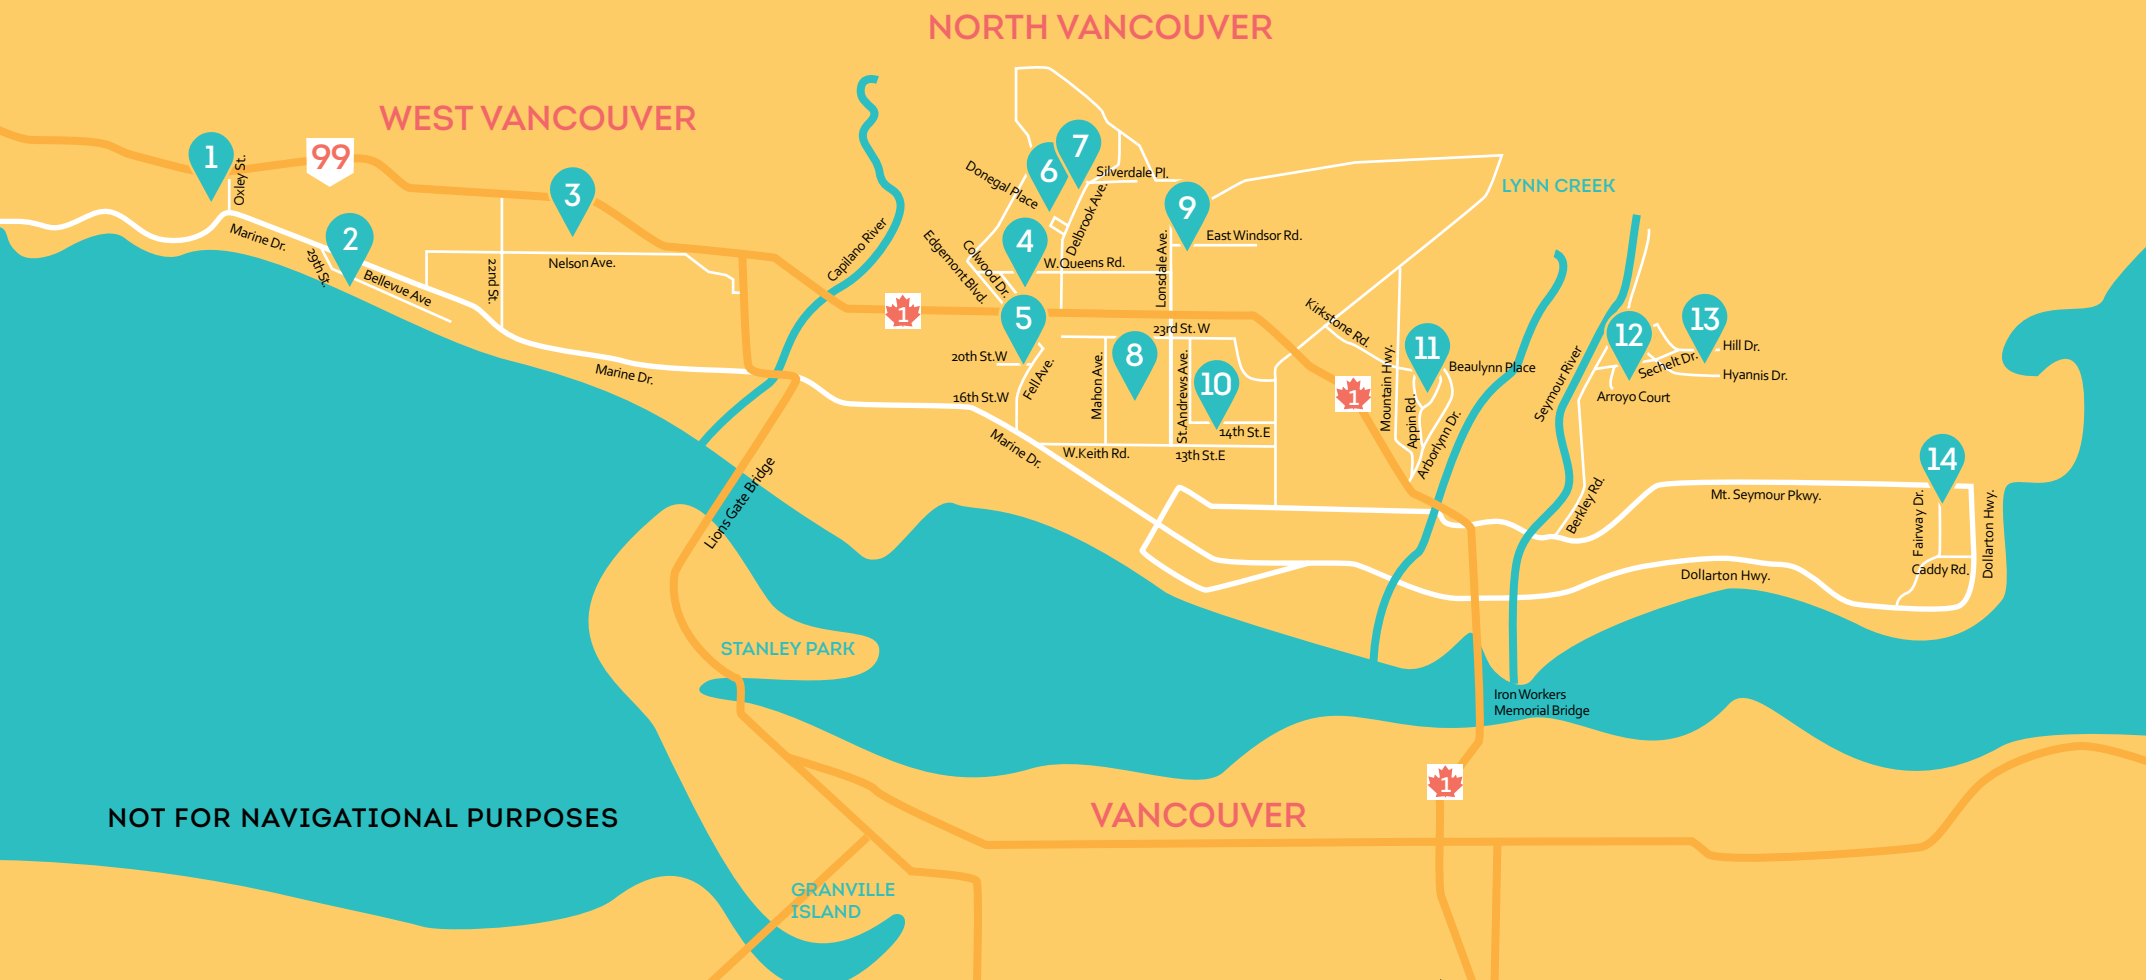 NORTH VANCOUVER
WEST VANCOUVER
99
1
Oxley St.
Marine Dr.
2
29th St.
Bellevue Ave
3
22nd St.
Nelson Ave.
Marine Dr.
Capilano River
1
Lions Gate Bridge
7
6
Silverdale Pl.
Donegal Place
Delbrook Ave.
9
East Windsor Rd.
4
Edgemont Blvd.
Colwood Dr.
W.Queens Rd.
Lonsdale Ave.
5
23rd St. W
20th St.W
8
16th St.W
Fell Ave.
Mahon Ave.
St.Andrews Ave.
10
14th St.E
Marine Dr.
W.Keith Rd.
13th St.E
LYNN CREEK
Kirkstone Rd.
1
Mountain Hwy.
11
Beaulynn Place
Appin Rd.
Arborlynn Dr.
Seymour River
12
13
Hill Dr.
Sechelt Dr.
Hyannis Dr.
Arroyo Court
Berkley Rd.
14
Mt. Seymour Pkwy.
Fairway Dr.
Dollarton Hwy.
Caddy Rd.
Dollarton Hwy.
STANLEY PARK
Iron Workers
Memorial Bridge
1
NOT FOR NAVIGATIONAL PURPOSES
VANCOUVER
GRANVILLE
ISLAND